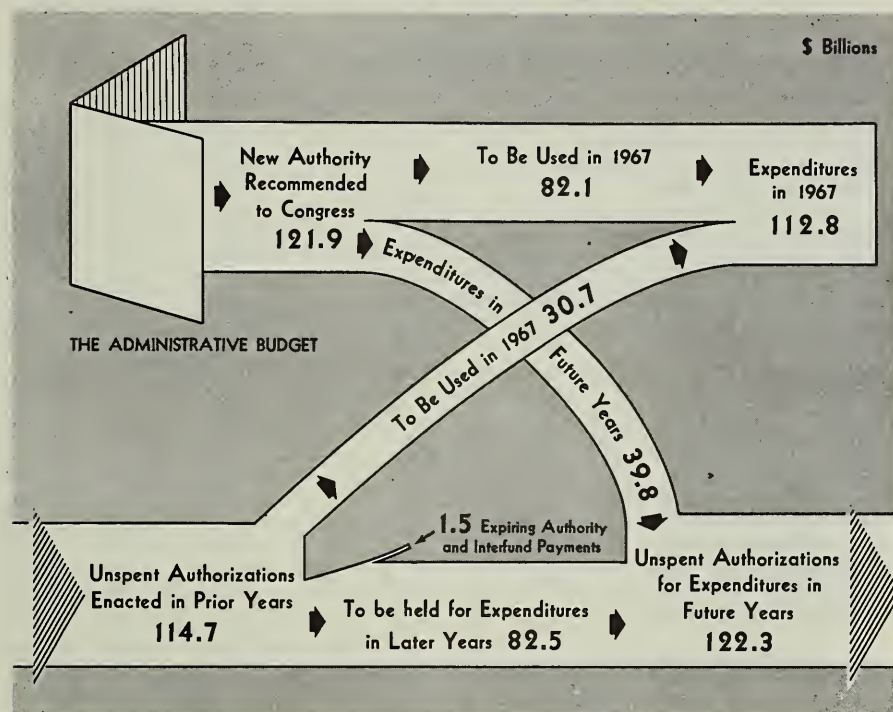 $ Billions
New Authority
Recommended
to Congress
121.9
To Be Used in 1967
82.1
Expenditures
in 1967
112.8
THE ADMINISTRATIVE BUDGET
Expenditures in
Future Years 39.8
To Be Used in 1967 30.7
1.5 Expiring Authority
and Interfund Payments
Unspent Authorizations
Enacted in Prior Years
114.7
To be held for Expenditures
in Later Years 82.5
Unspent Authorizations
for Expenditures in
Future Years
122.3